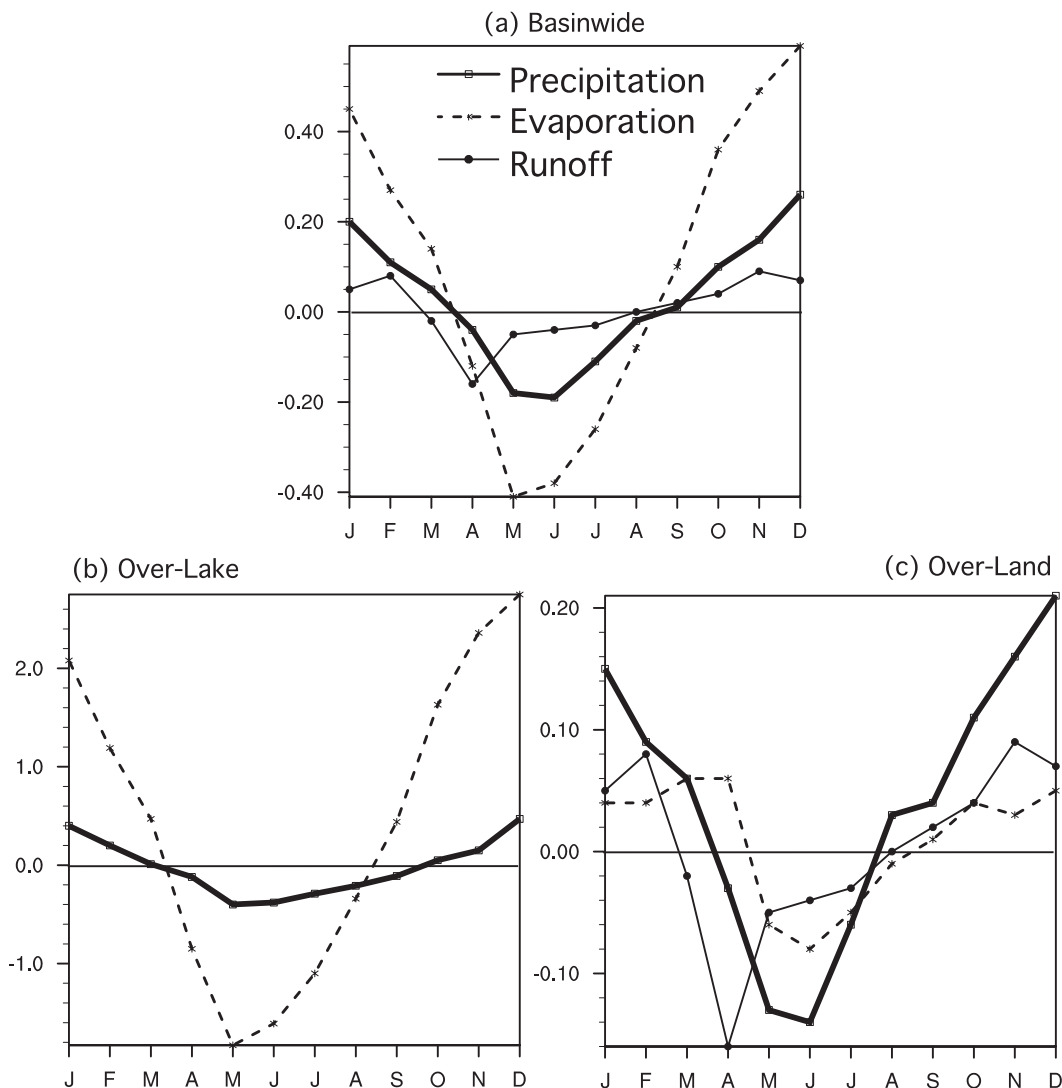 (a) Basinwide
Precipitation
Evaporation
Runoff
0.40
0.20
0.00
-0.20
-0.40
J F M A M J J A S O N D
(b) Over-Lake
2.0
1.0
0.0
-1.0
J F M A M J J A S O N D
(c) Over-Land
0.20
0.10
0.00
-0.10
J F M A M J J A S O N D